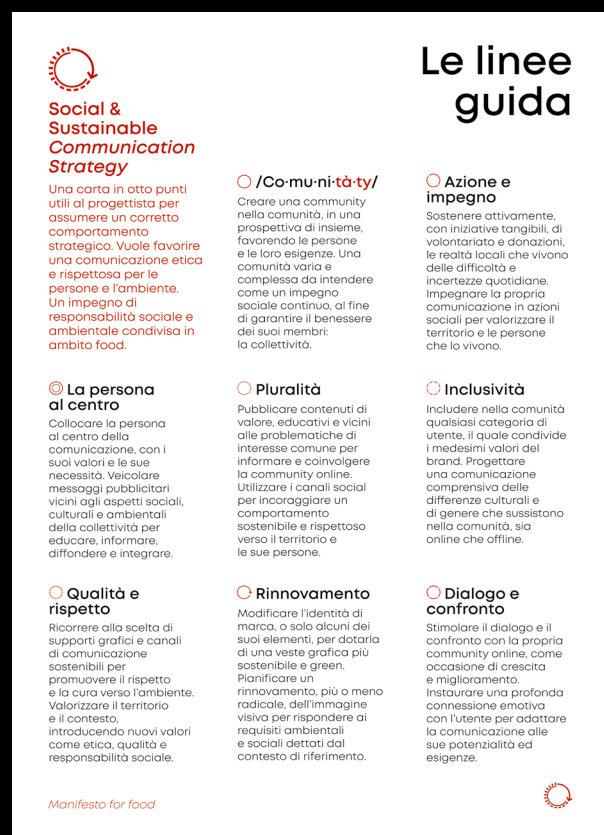 Le linee
guida
Social &
Sustainable
Communication
Strategy
Una carta in otto punti
utili al progettista per
assumere un corretto
comportamento
strategico. Vuole favorire
una comunicazione etica
e rispettosa per le
persone e l'ambiente.
Un impegno di
responsabilità sociale e
ambientale condivisa in
ambito food.
/Co·mu·ni·tà·ty/
Creare una community
nella comunità, in una
prospettiva di insieme,
favorendo le persone
e le loro esigenze. Una
comunità varia e
complessa da intendere
come un impegno
sociale continuo, al fine
di garantire il benessere
dei suoi membri:
la collettività.
Azione e
impegno
Sostenere attivamente,
con iniziative tangibili, di
volontariato e donazioni,
le realtà locali che vivono
delle difficoltà e
incertezze quotidiane.
Impegnare la propria
comunicazione in azioni
sociali per valorizzare il
territorio e le persone
che lo vivono.
La persona
al centro
Collocare la persona
al centro della
comunicazione, con i
suoi valori e le sue
necessità. Veicolare
messaggi pubblicitari
vicini agli aspetti sociali,
culturali e ambientali
della collettività per
educare, informare,
diffondere e integrare.
Pluralità
Pubblicare contenuti di
valore, educativi e vicini
alle problematiche di
interesse comune per
informare e coinvolgere
la community online.
Utilizzare i canali social
per incoraggiare un
comportamento
sostenibile e rispettoso
verso il territorio e
le sue persone.
Inclusività
Includere nella comunità
qualsiasi categoria di
utente, il quale condivide
i medesimi valori del
brand. Progettare
una comunicazione
comprensiva delle
differenze culturali e
di genere che sussistono
nella comunità, sia
online che offline.
Qualità e
rispetto
Ricorrere alla scelta di
supporti grafici e canali
di comunicazione
sostenibili per
promuovere il rispetto
e la cura verso l'ambiente.
Valorizzare il territorio
e il contesto,
introducendo nuovi valori
come etica, qualità e
responsabilità sociale.
Rinnovamento
Modificare l'identità di
marca, o solo alcuni dei
suoi elementi, per dotarla
di una veste grafica più
sostenibile e green.
Pianificare un
rinnovamento, più o meno
radicale, dell'immagine
visiva per rispondere ai
requisiti ambientali
e sociali dettati dal
contesto di riferimento.
Dialogo e
confronto
Stimolare il dialogo e il
confronto con la propria
community online, come
occasione di crescita
e miglioramento.
Instaurare una profonda
connessione emotiva
con l'utente per adattare
la comunicazione alle
sue potenzialità ed
esigenze.
Manifesto for food